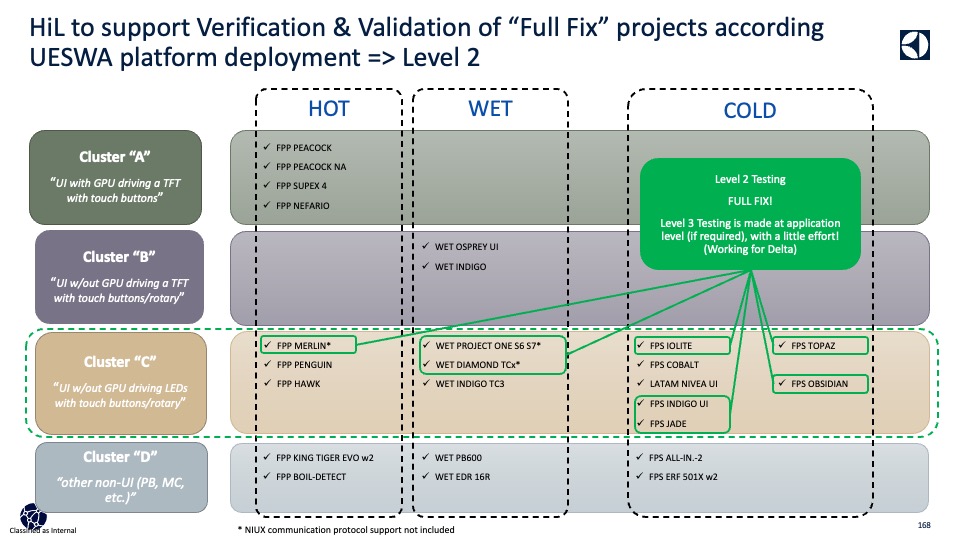 HiL to support Verification & Validation of “Full Fix” projects according
UESWA platform deployment => Level 2
HOT
WET
COLD
Cluster “A”
“UI with GPU driving a TFT
with touch buttons”
✓ FPP PEACOCK
✓ FPP PEACOCK NA
✓ FPP SUPEX 4
✓ FPP NEFARIO
Level 2 Testing
FULL FIX!
Level 3 Testing is made at application
level (if required), with a little effort!
(Working for Delta)
Cluster “B”
“UI w/out GPU driving a TFT
with touch buttons/rotary”
✓ WET OSPREY UI
✓ WET INDIGO
Cluster “C”
“UI w/out GPU driving LEDs
with touch buttons/rotary”
✓ FPP MERLIN*
✓ FPP PENGUIN
✓ FPP HAWK
✓ WET PROJECT ONE S6 S7*
✓ WET DIAMOND TCx*
✓ WET INDIGO TC3
✓ FPS IOLITE
✓ FPS COBALT
✓ LATAM NIVEA UI
✓ FPS INDIGO UI
✓ FPS JADE
✓ FPS TOPAZ
✓ FPS OBSIDIAN
Cluster “D”
“other non-UI (PB, MC,
etc.)”
✓ FPP KING TIGER EVO w2
✓ FPP BOIL-DETECT
✓ WET PB600
✓ WET EDR 16R
✓ FPS ALL-IN.-2
✓ FPS ERF 501X w2
Classified as Internal
* NIUX communication protocol support not included
168